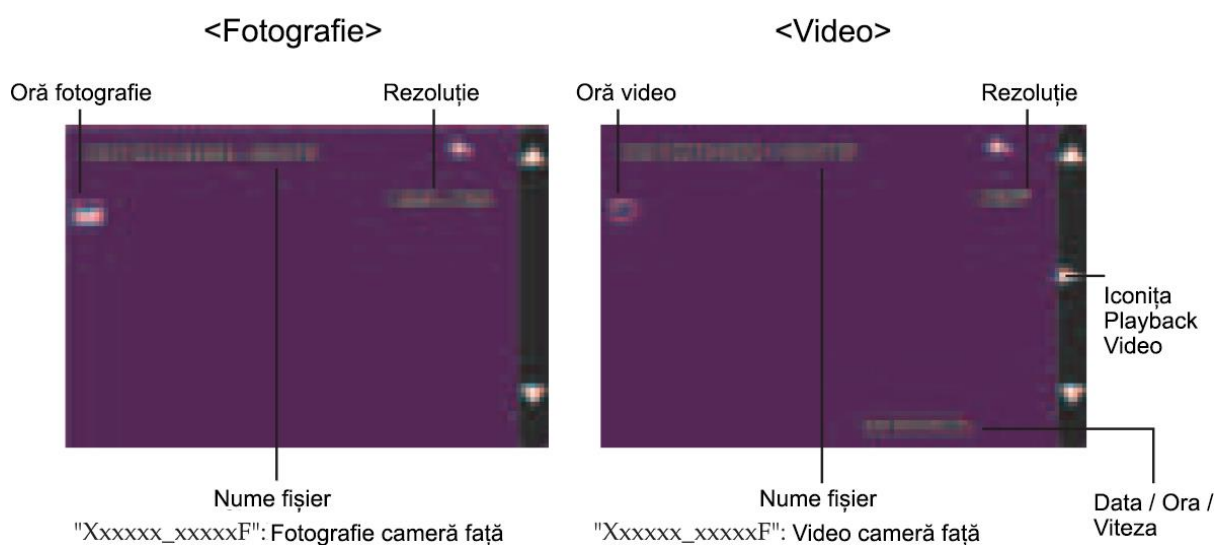 <Fotografie>
<Video>
Oră fotografie
Rezoluție
Oră video
Rezoluție
Iconița
Playback
Video
Nume fișier
"Xxxxxx_xxxxxF": Fotografie cameră față
Nume fișier
"Xxxxxx_xxxxxF": Video cameră față
Data / Ora /
Viteza